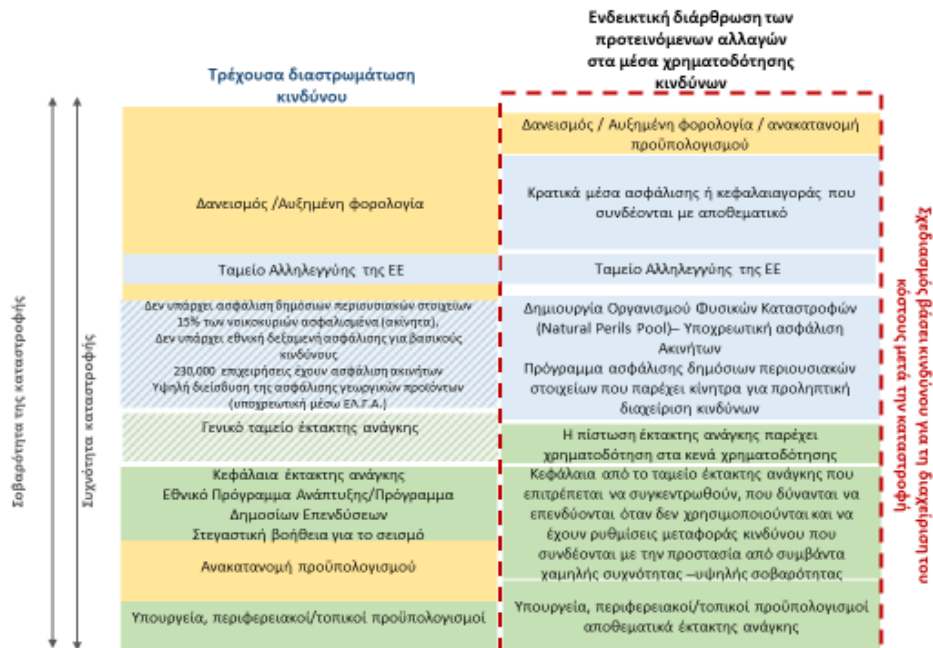 Ενδεικτική διάρθρωση των
προτεινόμενων αλλαγών
στα μέσα χρηματοδότησης
κινδύνων
Τρέχουσα διαστρωμάτωση
κινδύνου
Σοβαρότητα της καταστροφής
Συχνότητα καταστροφής
Δανεισμός /Αυξημένη φορολογία
Ταμείο Αλληλεγγύης της ΕΕ
Δεν υπάρχει ασφάλιση δημόσιων περιουσιακών στοιχείων
15% των νοικοκυριών ασφαλισμένα (ακίνητα),
Δεν υπάρχει εθνική δεξαμενή ασφάλισης για βασικούς
κινδύνους
230,000 επιχειρήσεις έχουν ασφάλιση ακινήτων
Υψηλή διείσδυση της ασφάλισης γεωργικών προϊόντων
(υποχρεωτική μέσω ΕΛ.Γ.Α.)
Γενικό ταμείο έκτακτης ανάγκης
Κεφάλαια έκτακτης ανάγκης
Εθνικό Πρόγραμμα Ανάπτυξης/Πρόγραμμα
Δημοσίων Επενδύσεων
Στεγαστική βοήθεια για το σεισμό
Ανακατανομή προϋπολογισμού
Υπουργεία, περιφερειακοί/τοπικοί προϋπολογισμοί
Δανεισμός / Αυξημένη φορολογία / ανακατανομή
προϋπολογισμού
Κρατικά μέσα ασφάλισης ή κεφαλαιαγοράς που
συνδέονται με αποθεματικό
Ταμείο Αλληλεγγύης της ΕΕ
Δημιουργία Οργανισμού Φυσικών Καταστροφών
(Natural Perils Pool)– Υποχρεωτική ασφάλιση
Ακινήτων
Πρόγραμμα ασφάλισης δημόσιων περιουσιακών
στοιχείων που παρέχει κίνητρα για προληπτική
διαχείριση κινδύνων
Η πίστωση έκτακτης ανάγκης παρέχει
χρηματοδότηση στα κενά χρηματοδότησης
Κεφάλαια από το ταμείο έκτακτης ανάγκης που
επιτρέπεται να συγκεντρωθούν, που δύνανται να
επενδύονται όταν δεν χρησιμοποιούνται και να
έχουν ρυθμίσεις μεταφοράς κινδύνου που
συνδέονται με την προστασία από συμβάντα
χαμηλής συχνότητας –υψηλής σοβαρότητας
Υπουργεία, περιφερειακοί/τοπικοί προϋπολογισμοί
αποθεματικά έκτακτης ανάγκης
Σχεδιασμός βάσει κινδύνου για τη διαχείριση του
κόστους μετά την καταστροφή